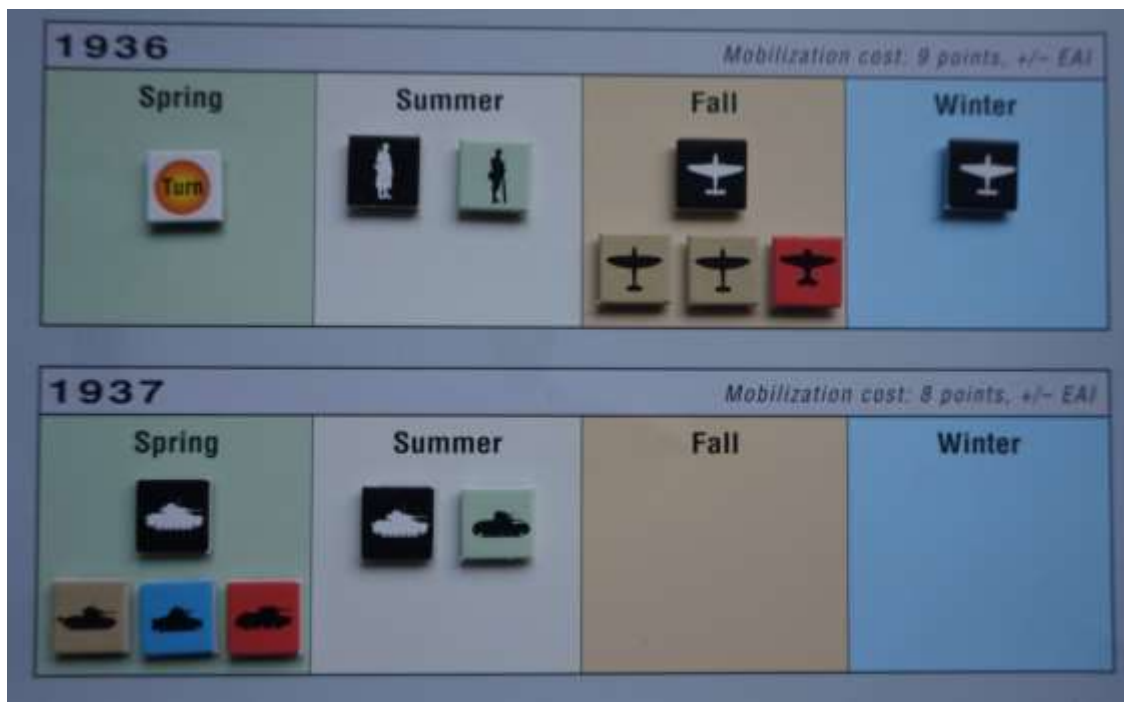 1936
Mobilization cost: 9 points, +/- EAI
Spring
Summer
Fall
Winter
Turn
1937
Mobilization cost: 8 points, +/- EAI
Spring
Summer
Fall
Winter